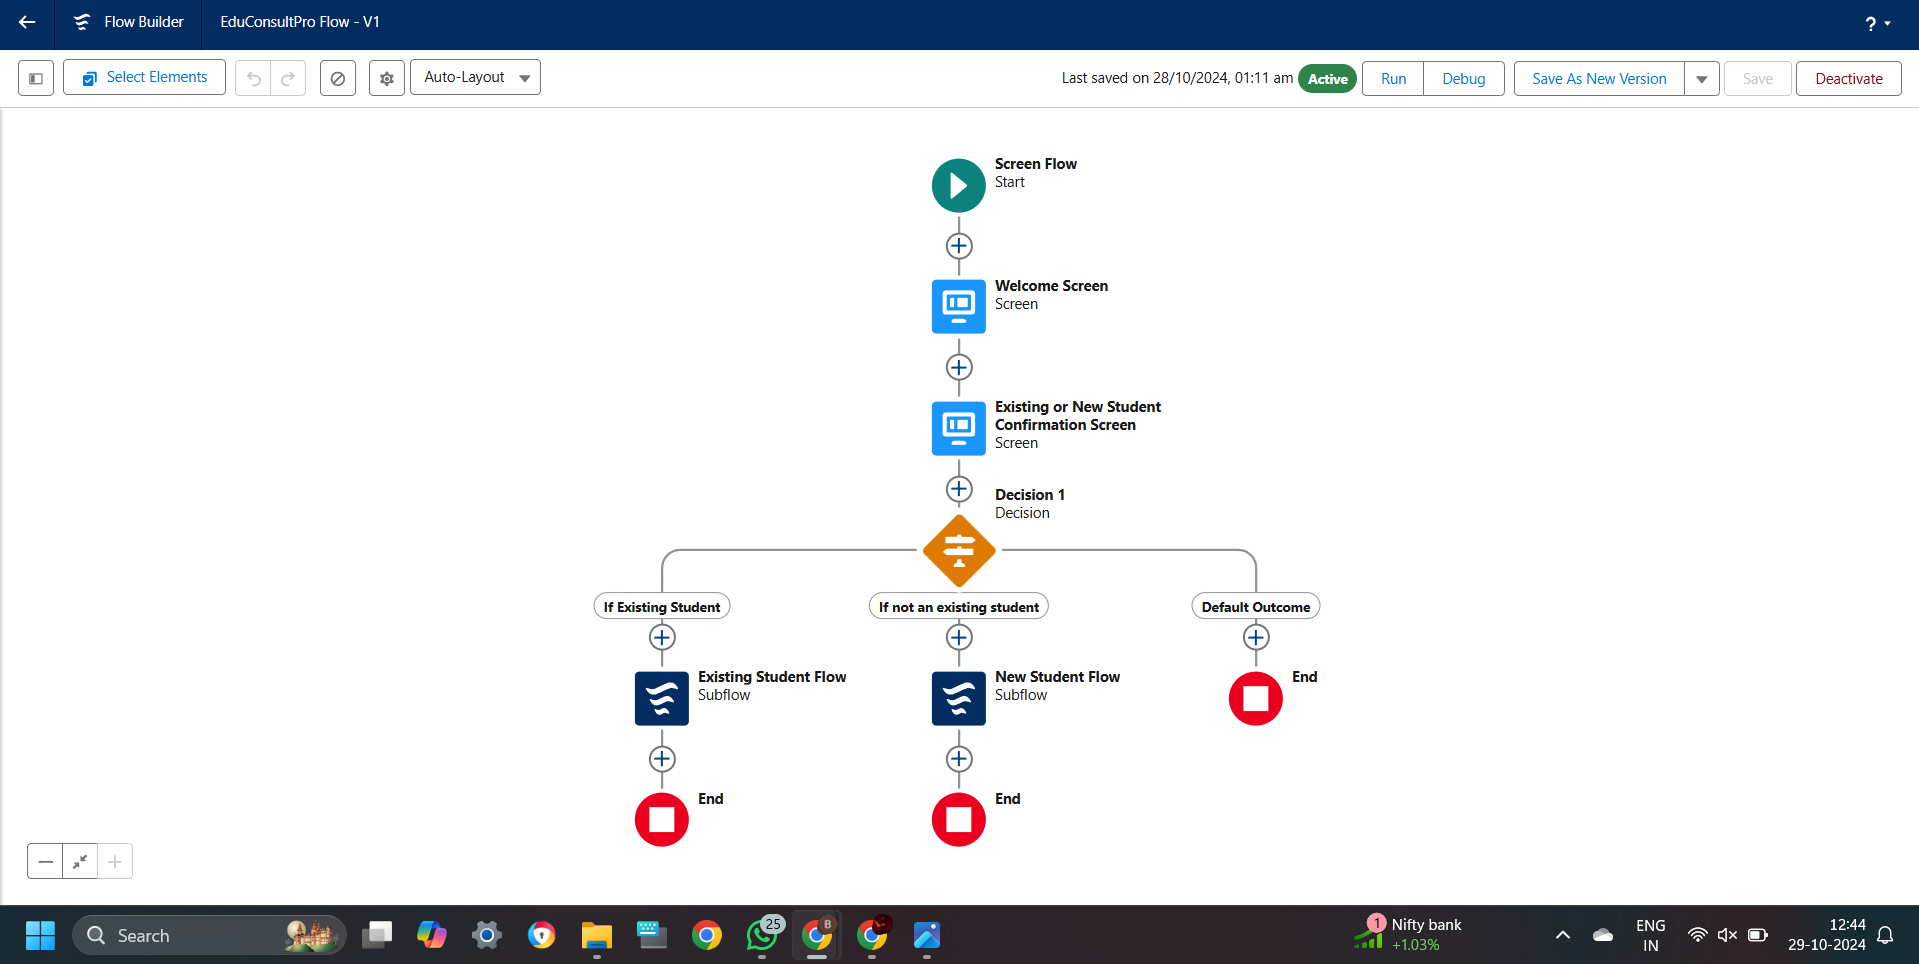 Flow Builder
EduConsultPro Flow - V1
?
Select Elements
Auto-Layout
Last saved on 28/10/2024, 01:11 am
Active
Run
Debug
Save As New Version
Save
Deactivate
Screen Flow
Start
Welcome Screen
Screen
Existing or New Student
Confirmation Screen
Screen
Decision 1
Decision
If Existing Student
If not an existing student
Default Outcome
Existing Student Flow
Subflow
New Student Flow
Subflow
End
End
End
Search
25
B
1
Nifty bank
+1.03%
ENG
IN
12:44
29-10-2024